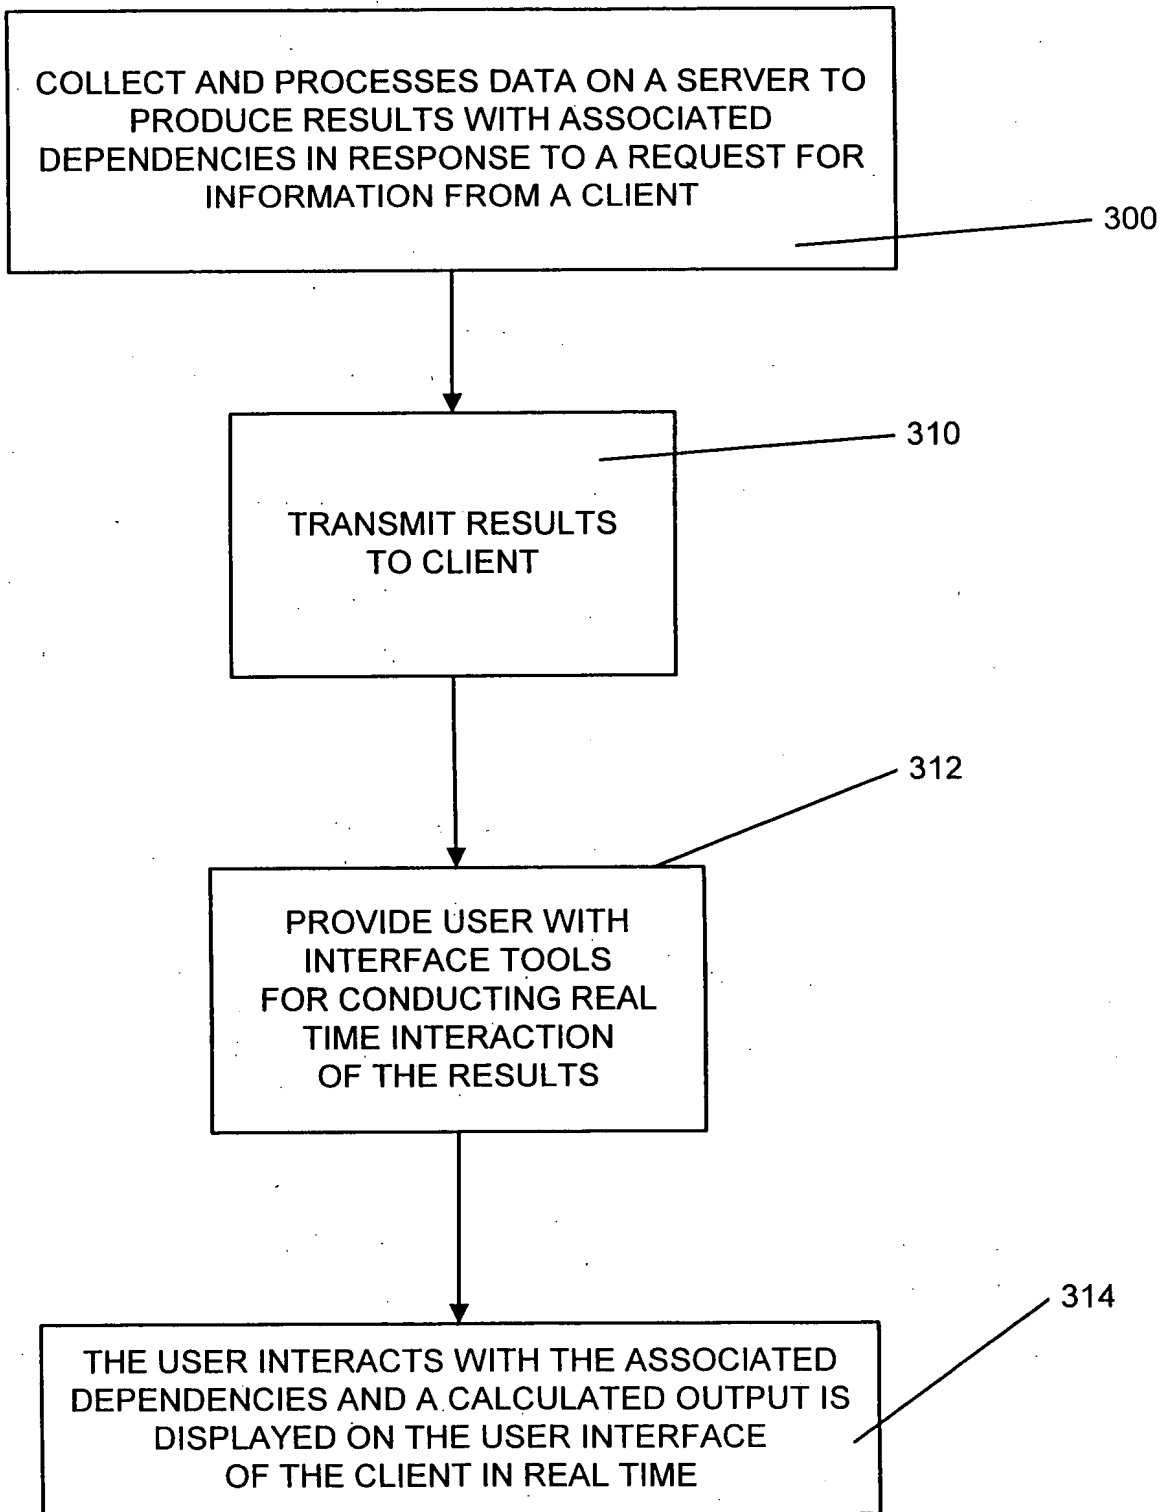 COLLECT AND PROCESSES DATA ON A SERVER TO
PRODUCE RESULTS WITH ASSOCIATED
DEPENDENCIES IN RESPONSE TO A REQUEST FOR
INFORMATION FROM A CLIENT
300
310
TRANSMIT RESULTS
TO CLIENT
312
PROVIDE USER WITH
INTERFACE TOOLS
FOR CONDUCTING REAL
TIME INTERACTION
OF THE RESULTS
314
THE USER INTERACTS WITH THE ASSOCIATED
DEPENDENCIES AND A CALCULATED OUTPUT IS
DISPLAYED ON THE USER INTERFACE
OF THE CLIENT IN REAL TIME